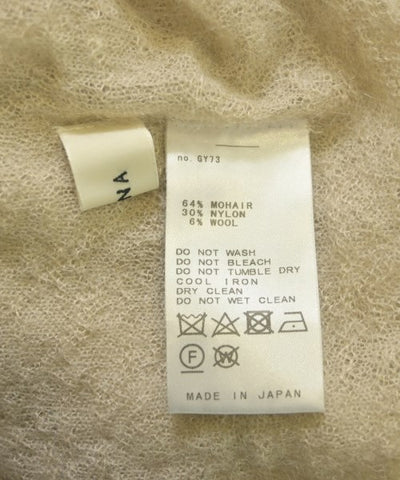 NA
no. GY73
64% MOHAIR
30% NYLON
6% WOOL
DO NOT WASH
DO NOT BLEACH
DO NOT TUMBLE DRY
COOL IRON
DRY CLEAN
DO NOT WET CLEAN
F W
MADE IN JAPAN